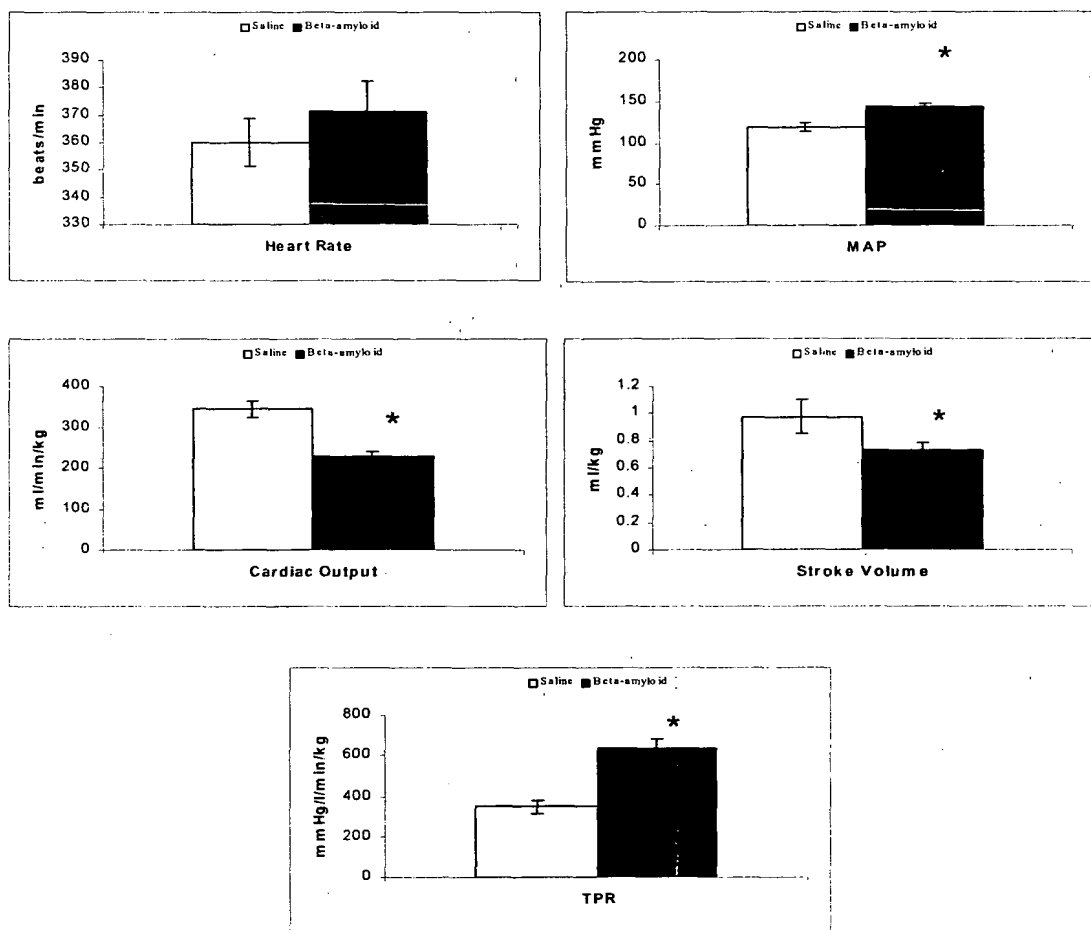 Saline Beta-amyloid
390
380
370
360
350
340
330
beats/min
Heart Rate
Saline Beta-amyloid
*
200
150
100
50
0
mmHg
MAP
Saline Beta-amyloid
400
300
200
100
0
*
ml/min/kg
Cardiac Output
Saline Beta-amyloid
1.2
1
0.8
0.6
0.4
0.2
0
*
ml/kg
Stroke Volume
Saline Beta-amyloid
800
600
400
200
0
*
mmHg/l/min/kg
TPR